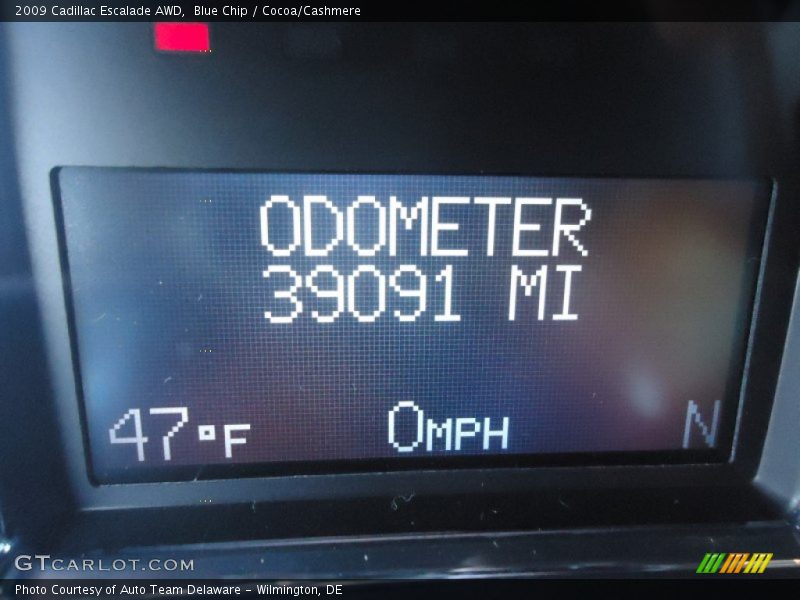 2009 Cadillac Escalade AWD, Blue Chip / Cocoa/Cashmere
ODOMETER
39091 MI
47°F 0MPH N
GTCARLOT.COM
Photo Courtesy of Auto Team Delaware - Wilmington, DE